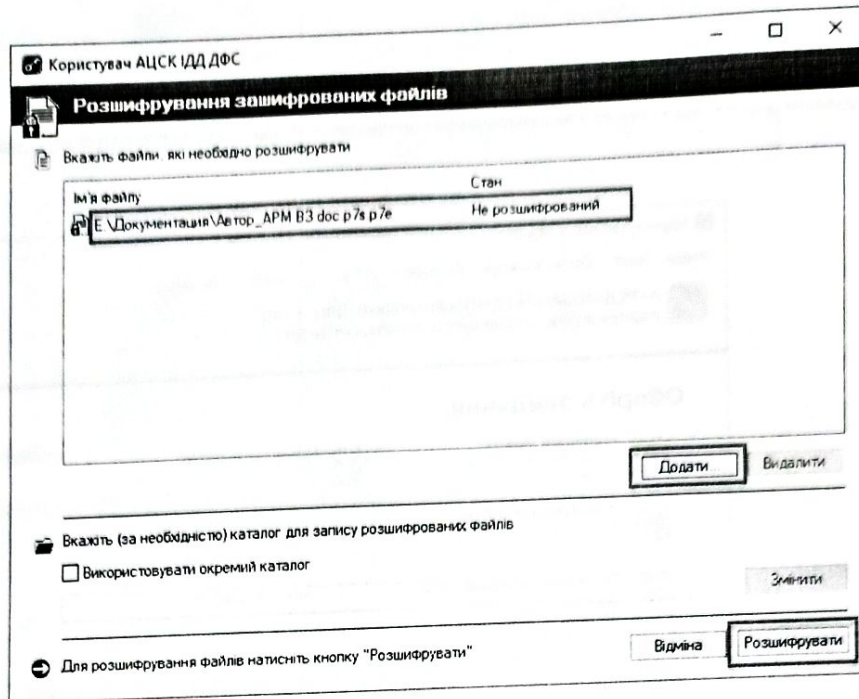 Користувач АЦСК ІДД ДФС
Розшифрування зашифрованих файлів
Вкажіть файли, які необхідно розшифрувати
Ім'я файлу Стан
E:\Документация\Автор_АРМ ВЗ.doc.p7s.p7e Не розшифрований
Додати... Видалити
Вкажіть (за необхідністю) каталог для запису розшифрованих файлів
Використовувати окремий каталог
Змінити
Для розшифрування файлів натисніть кнопку "Розшифрувати" Відміна Розшифрувати